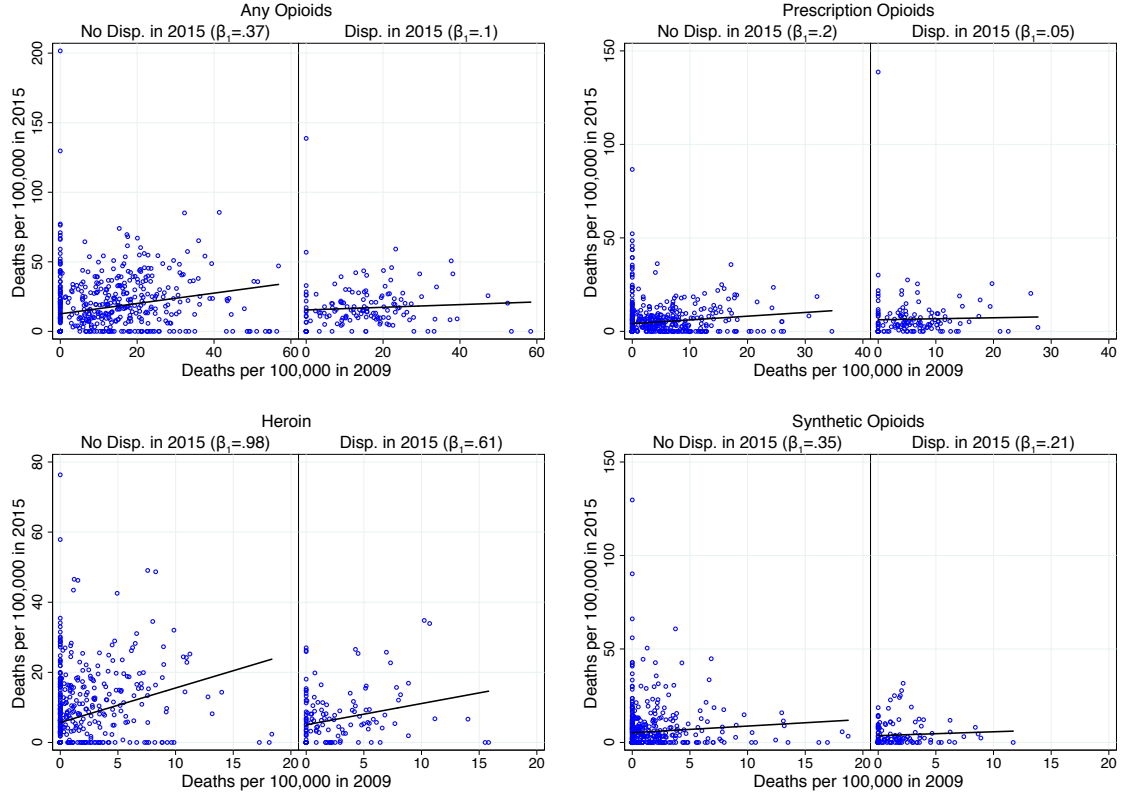 Any Opioids
No Disp. in 2015 (β₁=.37) Disp. in 2015 (β₁=.1)
Deaths per 100,000 in 2015
200
150
100
50
0
0 20 40 60 0 20 40 60
Deaths per 100,000 in 2009
Prescription Opioids
No Disp. in 2015 (β₁=.2) Disp. in 2015 (β₁=.05)
Deaths per 100,000 in 2015
150
100
50
0
0 10 20 30 40 0 10 20 30 40
Deaths per 100,000 in 2009
Heroin
No Disp. in 2015 (β₁=.98) Disp. in 2015 (β₁=.61)
Deaths per 100,000 in 2015
80
60
40
20
0
0 5 10 15 20 0 5 10 15 20
Deaths per 100,000 in 2009
Synthetic Opioids
No Disp. in 2015 (β₁=.35) Disp. in 2015 (β₁=.21)
Deaths per 100,000 in 2015
150
100
50
0
0 5 10 15 20 0 5 10 15 20
Deaths per 100,000 in 2009